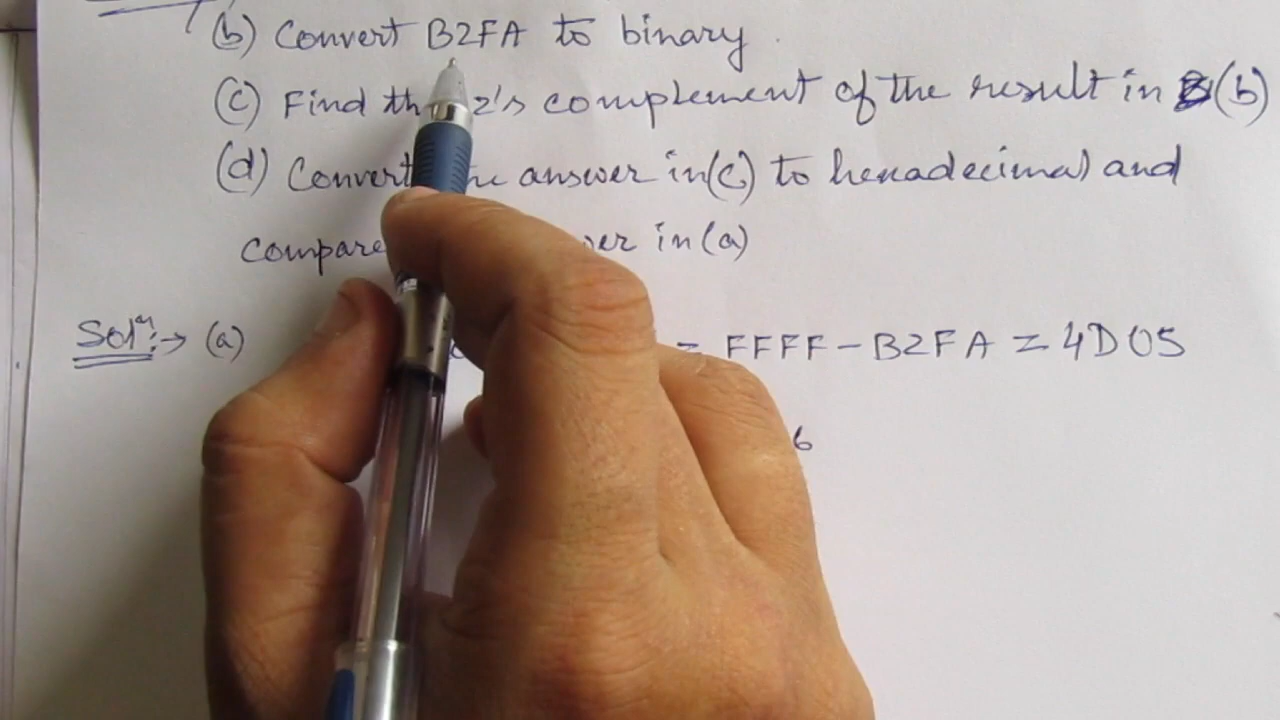 (b) Convert B2FA to binary.
(c) Find 2's complement of the result in (b)
(d) Convert answer in (c) to hexadecimal and
compare in (a)
Solⁿ:→ (a) = FFFF - B2FA = 4D05
6